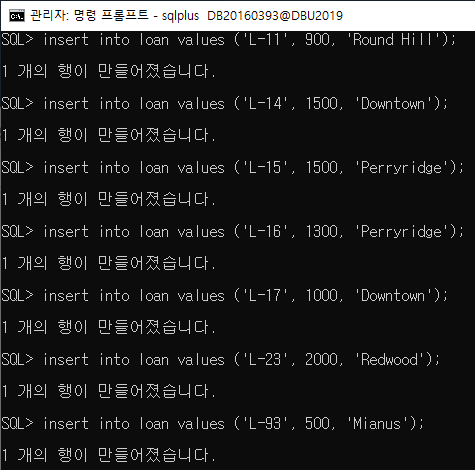 관리자: 명령 프롬프트 - sqlplus DB20160393@DBU2019
SQL> insert into loan values ('L-11', 900, 'Round Hill');
1 개의 행이 만들어졌습니다.
SQL> insert into loan values ('L-14', 1500, 'Downtown');
1 개의 행이 만들어졌습니다.
SQL> insert into loan values ('L-15', 1500, 'Perryridge');
1 개의 행이 만들어졌습니다.
SQL> insert into loan values ('L-16', 1300, 'Perryridge');
1 개의 행이 만들어졌습니다.
SQL> insert into loan values ('L-17', 1000, 'Downtown');
1 개의 행이 만들어졌습니다.
SQL> insert into loan values ('L-23', 2000, 'Redwood');
1 개의 행이 만들어졌습니다.
SQL> insert into loan values ('L-93', 500, 'Mianus');
1 개의 행이 만들어졌습니다.